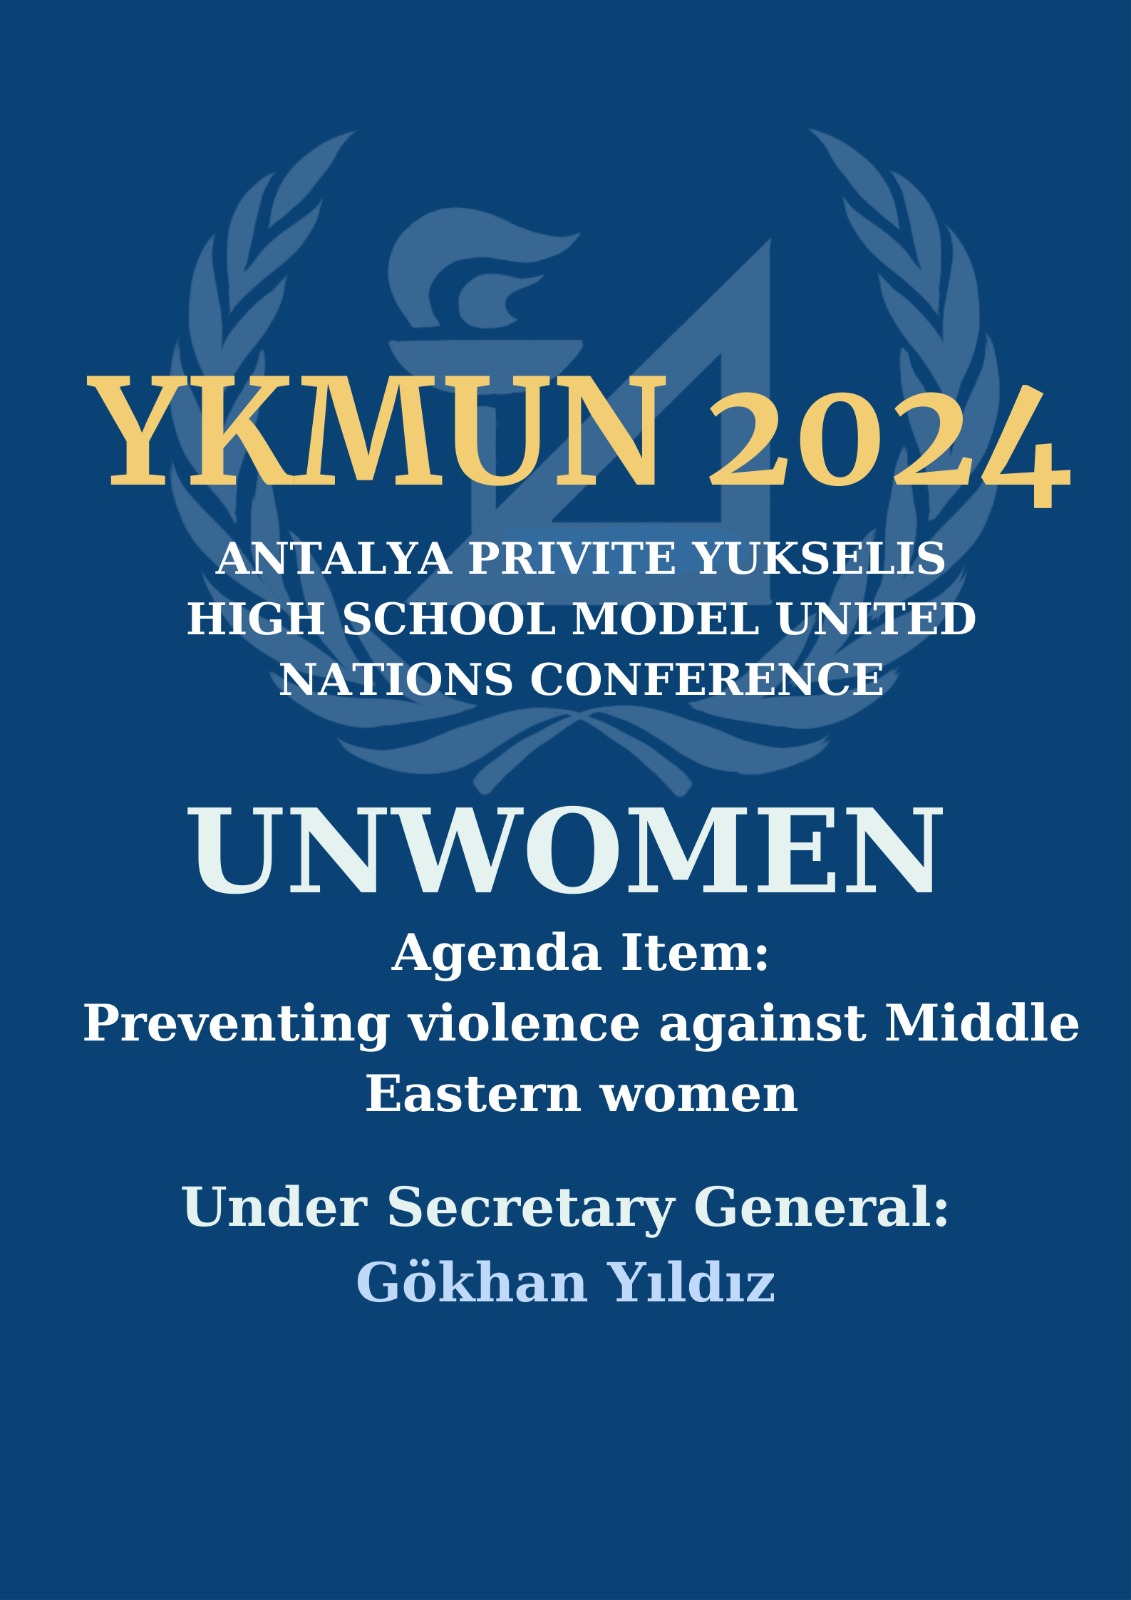 YKMUN 2024
ANTALYA PRIVITE YUKSELIS
HIGH SCHOOL MODEL UNITED
NATIONS CONFERENCE
UNWOMEN
Agenda Item:
Preventing violence against Middle
Eastern women
Under Secretary General:
Gökhan Yıldız